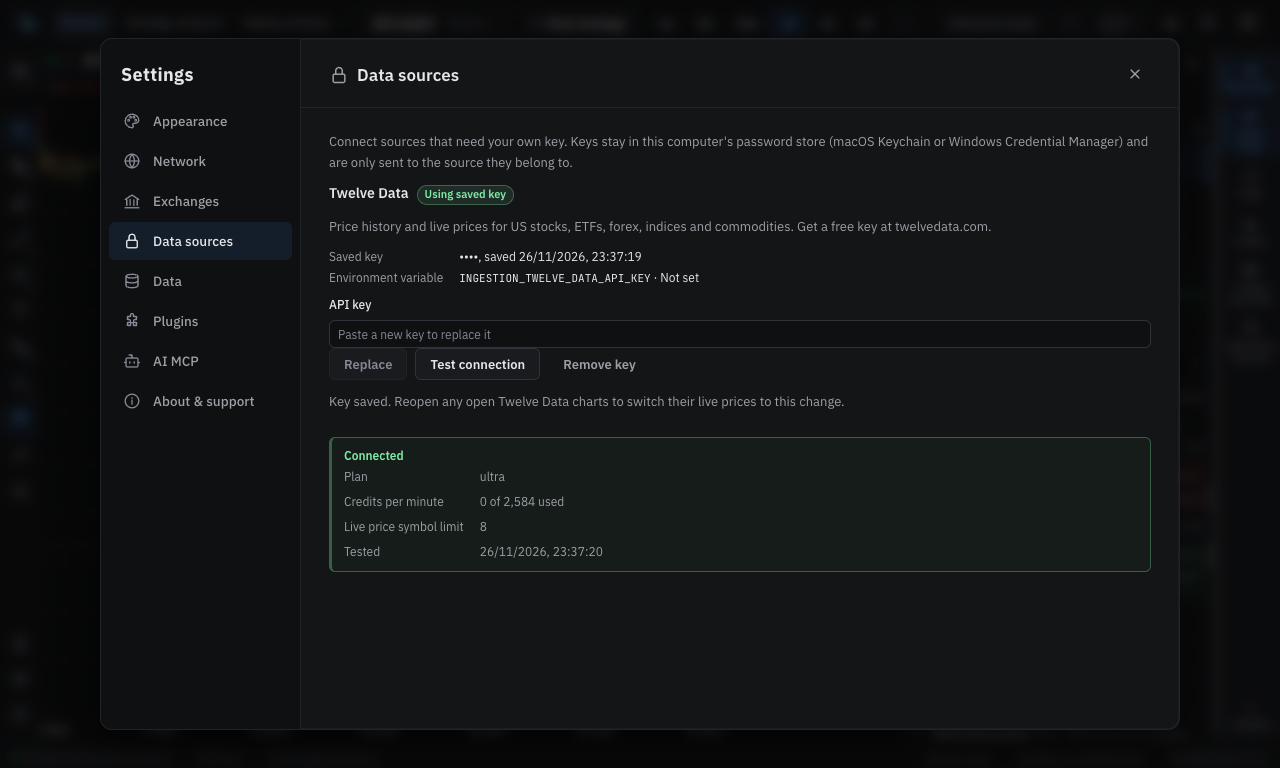 Settings
Appearance
Network
Exchanges
Data sources
Data
Plugins
AI MCP
About & support
Data sources
Connect sources that need your own key. Keys stay in this computer's password store (macOS Keychain or Windows Credential Manager) and
are only sent to the source they belong to.
Twelve Data Using saved key
Price history and live prices for US stocks, ETFs, forex, indices and commodities. Get a free key at twelvedata.com.
Saved key ••••, saved 26/11/2026, 23:37:19
Environment variable INGESTION_TWELVE_DATA_API_KEY · Not set
API key
Paste a new key to replace it
Replace Test connection Remove key
Key saved. Reopen any open Twelve Data charts to switch their live prices to this change.
Connected
Plan ultra
Credits per minute 0 of 2,584 used
Live price symbol limit 8
Tested 26/11/2026, 23:37:20